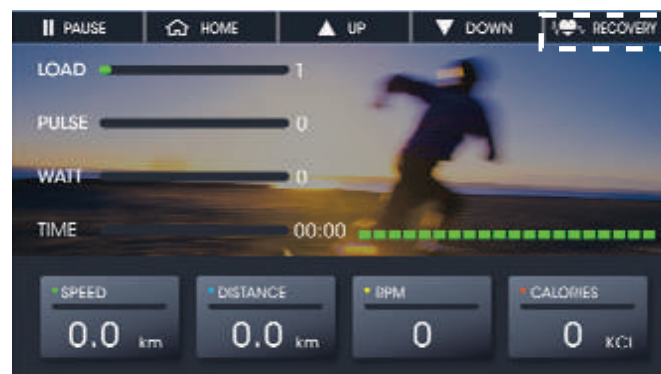 PAUSE HOME UP DOWN RECOVERY
LOAD 1
PULSE 0
WATT 0
TIME 00:00
SPEED DISTANCE RPM CALORIES
0.0 km 0.0 km 0 0 KCl